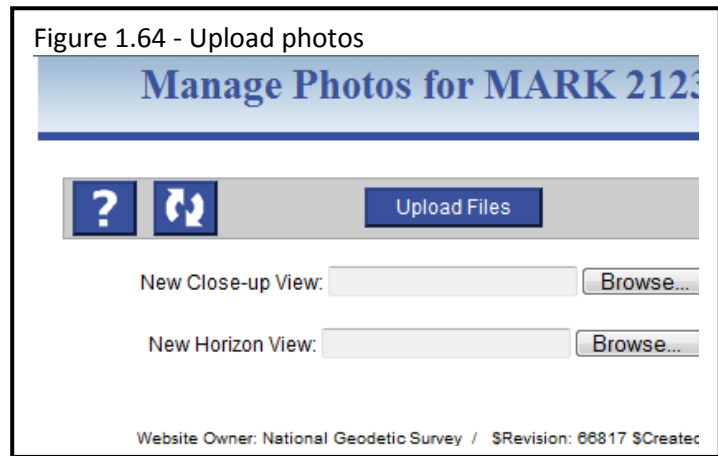 Figure 1.64 - Upload photos
Manage Photos for MARK 2123
? Upload Files
New Close-up View: Browse...
New Horizon View: Browse...
Website Owner: National Geodetic Survey / $Revision: 66817 $Created